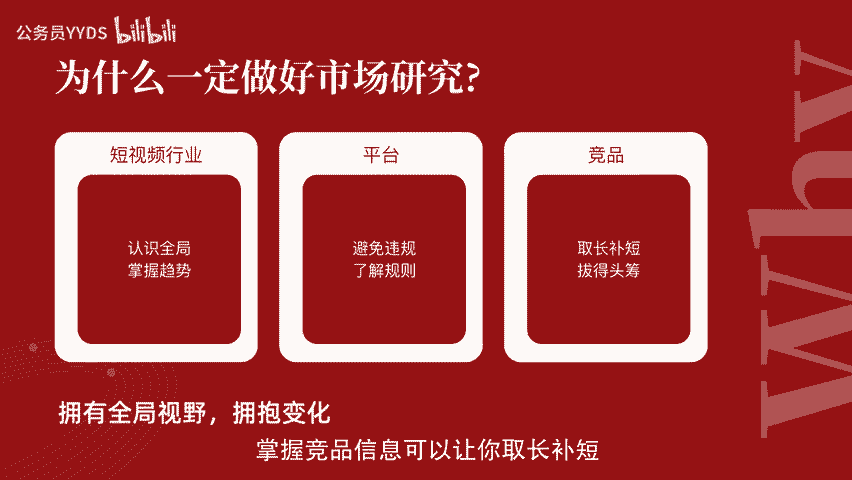 公务员YYDS bilibili
为什么一定做好市场研究?
短视频行业
认识全局
掌握趋势
平台
避免违规
了解规则
竞品
取长补短
拔得头筹
Why
拥有全局视野，拥抱变化
掌握竞品信息可以让你取长补短